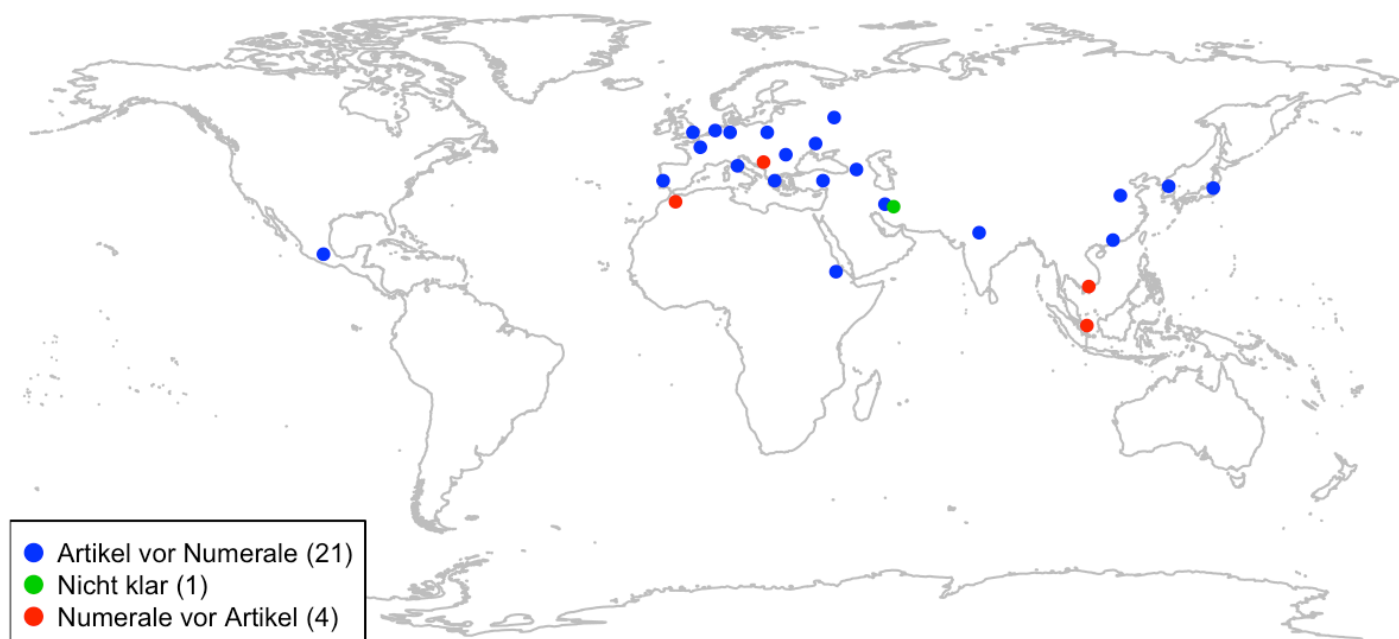 Artikel vor Numerale (21)
Nicht klar (1)
Numerale vor Artikel (4)